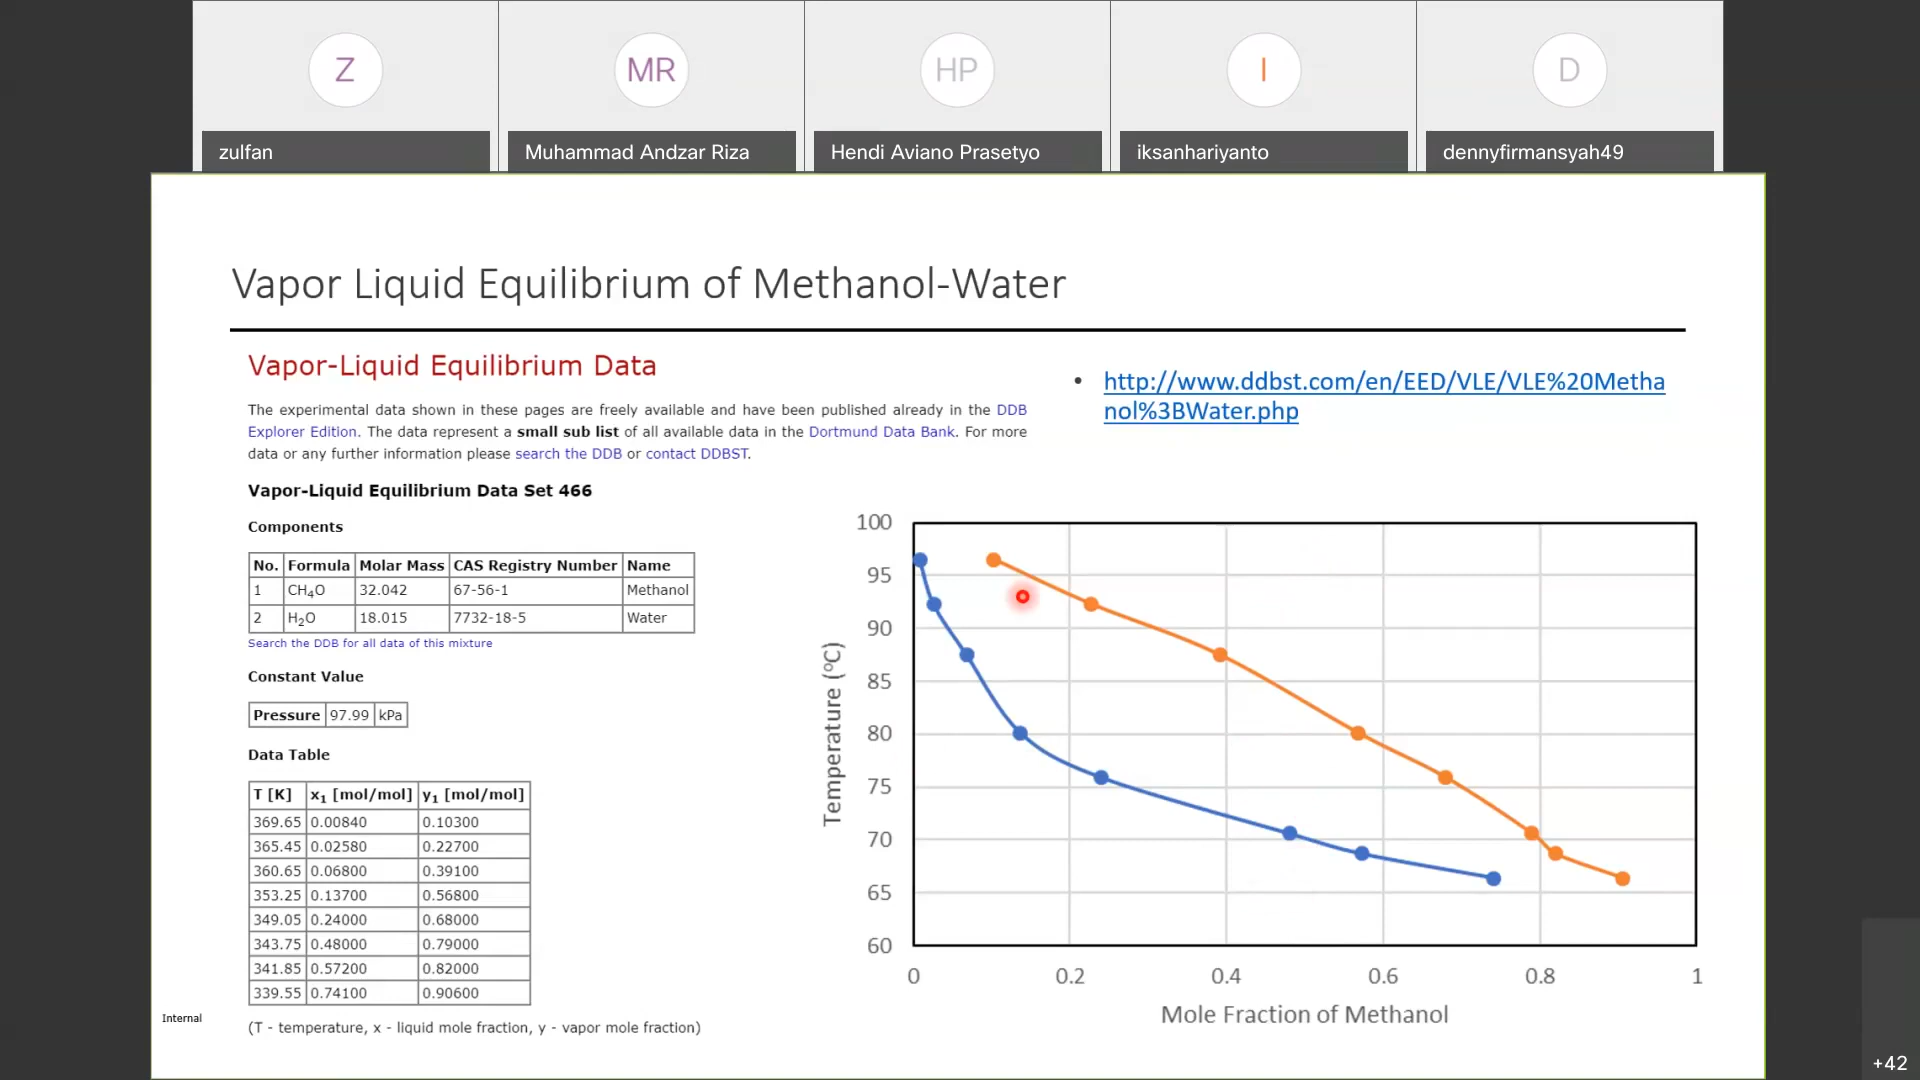 Z
MR
HP
I
D
zulfan
Muhammad Andzar Riza
Hendi Aviano Prasetyo
iksanhariyanto
dennyfirmansyah49
Vapor Liquid Equilibrium of Methanol-Water
Vapor-Liquid Equilibrium Data
The experimental data shown in these pages are freely available and have been published already in the DDB
Explorer Edition. The data represent a small sub list of all available data in the Dortmund Data Bank. For more
data or any further information please search the DDB or contact DDBST.
Vapor-Liquid Equilibrium Data Set 466
Components
No. Formula Molar Mass CAS Registry Number Name
1 CH₄O 32.042 67-56-1 Methanol
2 H₂O 18.015 7732-18-5 Water
Search the DDB for all data of this mixture
Constant Value
Pressure 97.99 kPa
Data Table
T [K] x₁ [mol/mol] y₁ [mol/mol]
369.65 0.00840 0.10300
365.45 0.02580 0.22700
360.65 0.06800 0.39100
353.25 0.13700 0.56800
349.05 0.24000 0.68000
343.75 0.48000 0.79000
341.85 0.57200 0.82000
339.55 0.74100 0.90600
(T - temperature, x - liquid mole fraction, y - vapor mole fraction)
Internal
• http://www.ddbst.com/en/EED/VLE/VLE%20Metha
nol%3BWater.php
Temperature (°C)
100
95
90
85
80
75
70
65
60
0 0.2 0.4 0.6 0.8 1
Mole Fraction of Methanol
+42